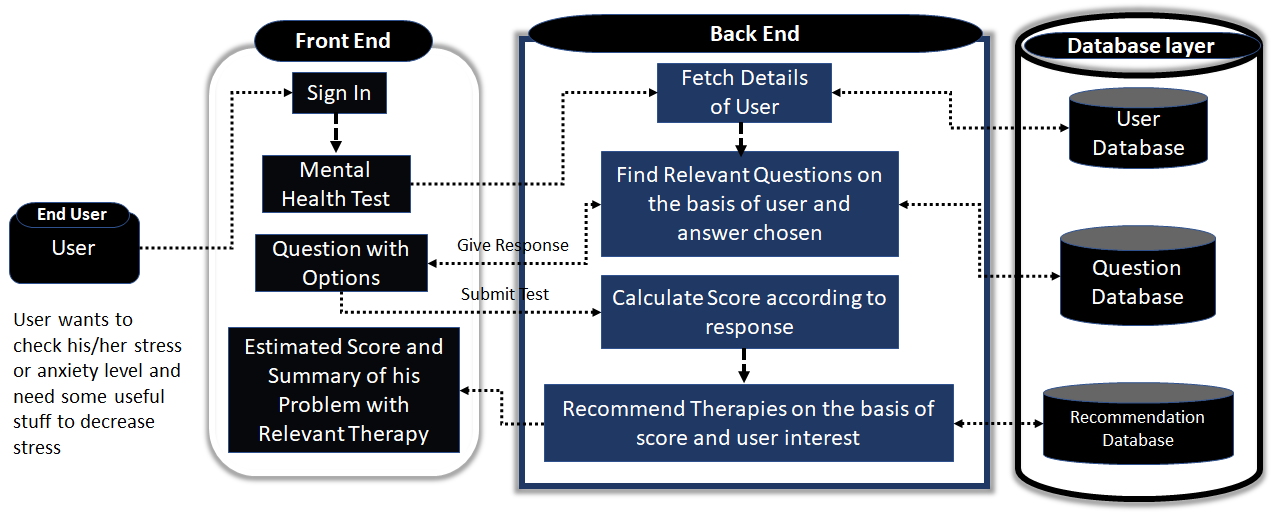 Front End
Back End
Database layer
Sign In
Fetch Details
of User
User
Database
Mental
Health Test
Find Relevant Questions on
the basis of user and
answer chosen
End User
User
Question with
Options
Give Response
Question
Database
Submit Test
Calculate Score according to
response
User wants to
check his/her stress
or anxiety level and
need some useful
stuff to decrease
stress
Estimated Score and
Summary of his
Problem with
Relevant Therapy
Recommend Therapies on the basis of
score and user interest
Recommendation
Database